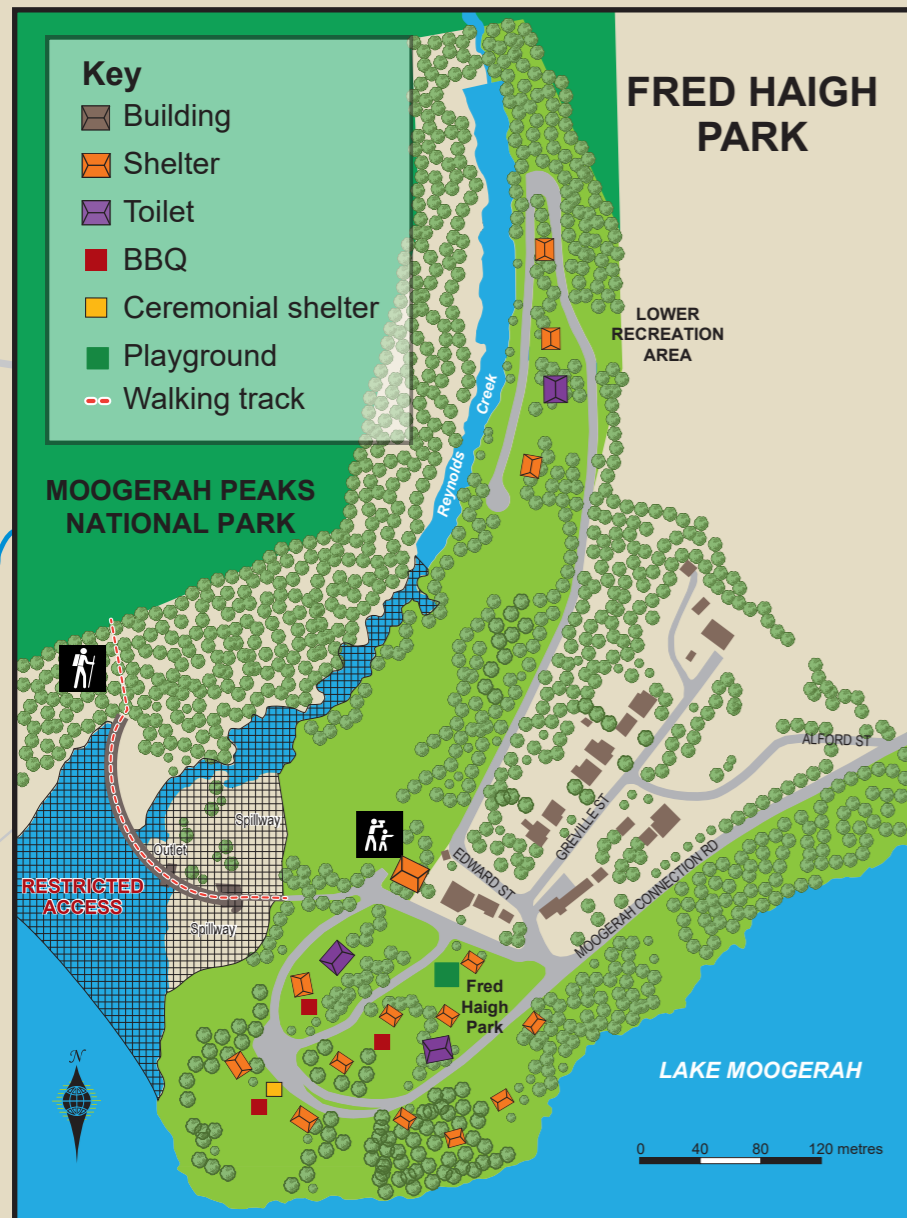 Key
Building
Shelter
Toilet
BBQ
Ceremonial shelter
Playground
Walking track
FRED HAIGH
PARK
LOWER
RECREATION
AREA
Reynolds Creek
MOOGERAH PEAKS
NATIONAL PARK
ALFORD ST
Spillway
Outlet
GREVILLE ST
EDWARD ST
RESTRICTED
ACCESS
Spillway
MOOGERAH CONNECTION RD
Fred
Haigh
Park
N
LAKE MOOGERAH
0 40 80 120 metres